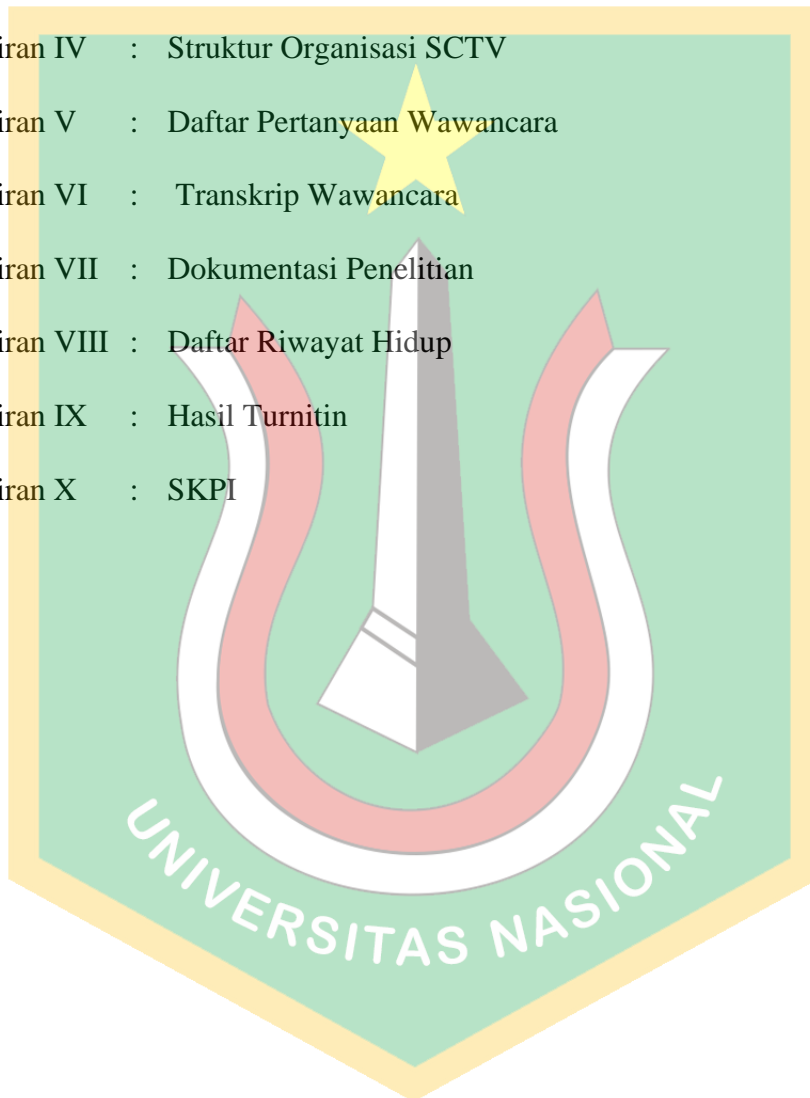 iran IV : Struktur Organisasi SCTV
iran V : Daftar Pertanyaan Wawancara
iran VI : Transkrip Wawancara
iran VII : Dokumentasi Penelitian
iran VIII : Daftar Riwayat Hidup
iran IX : Hasil Turnitin
iran X : SKPI
UNIVERSITAS NASIONAL